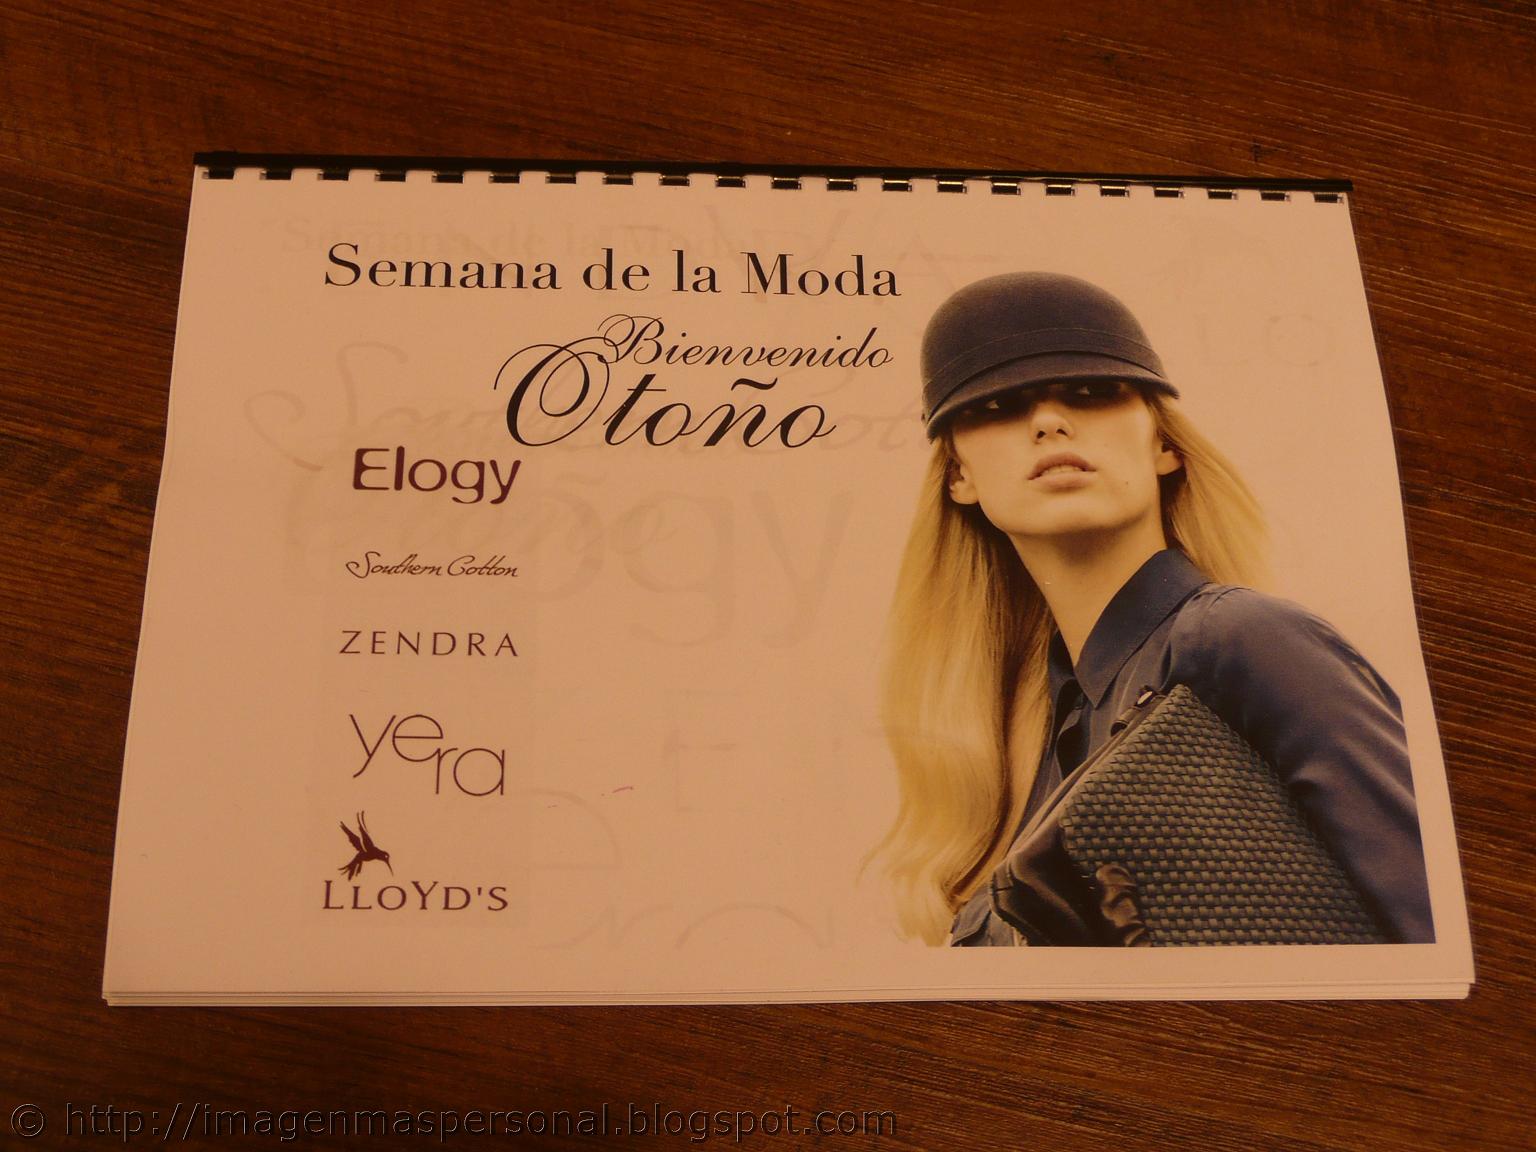 Semana de la Moda
Bienvenido
Otoño
Elogy
Southern Cotton
ZENDRA
yera
LLOYD'S
© http://imagenmaspersonal.blogspot.com